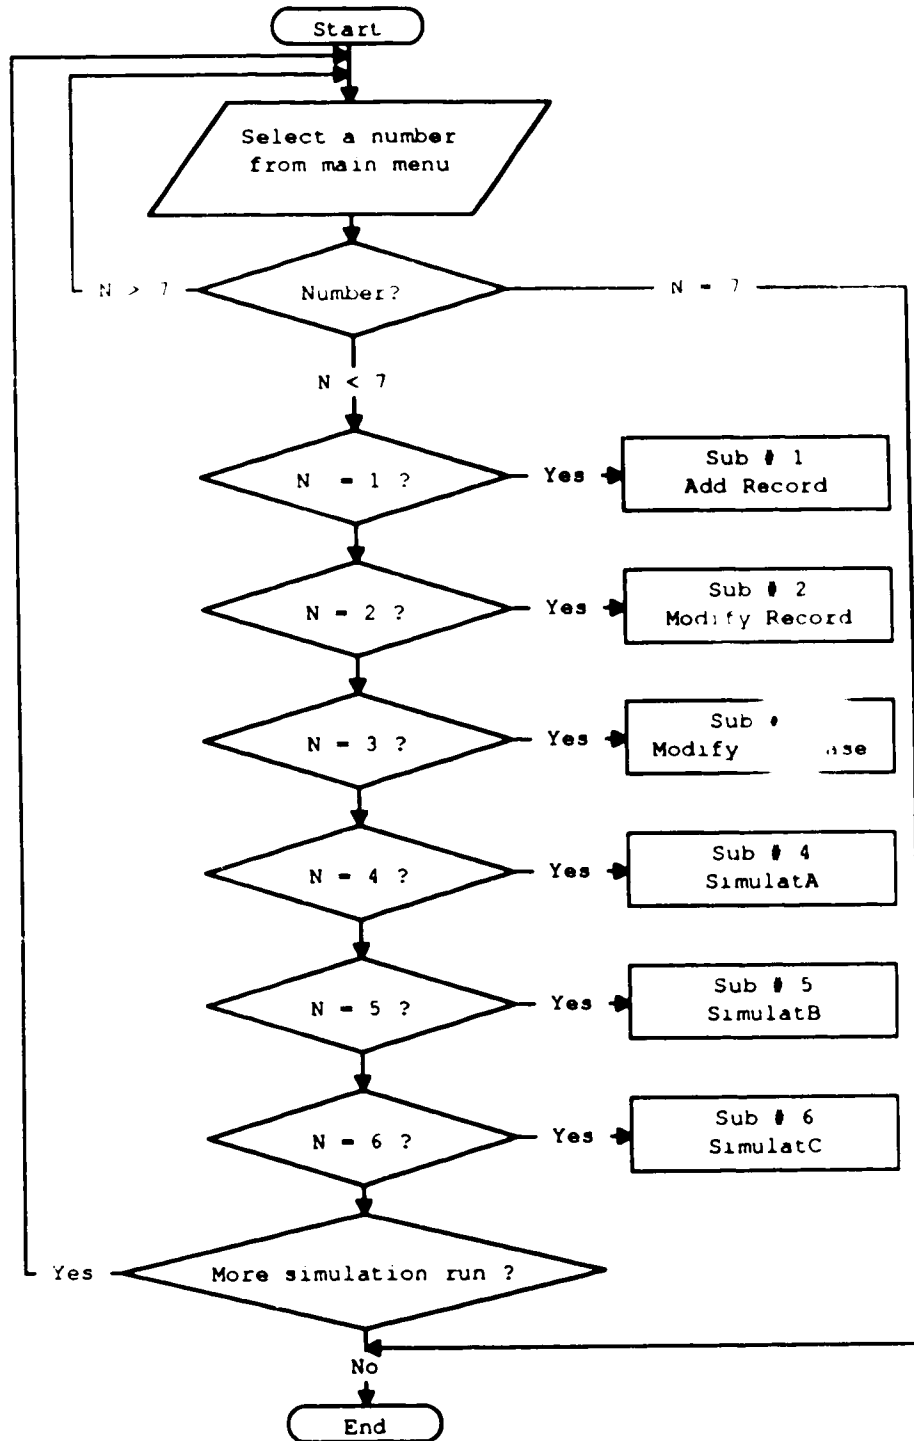 Start
Select a number
from main menu
N > 7
Number?
N = 7
N < 7
N = 1 ?
Yes
Sub # 1
Add Record
N = 2 ?
Yes
Sub # 2
Modify Record
N = 3 ?
Yes
Sub #
Modify
N = 4 ?
Yes
Sub # 4
SimulatA
N = 5 ?
Yes
Sub # 5
SimulatB
N = 6 ?
Yes
Sub # 6
SimulatC
Yes
More simulation run ?
No
End